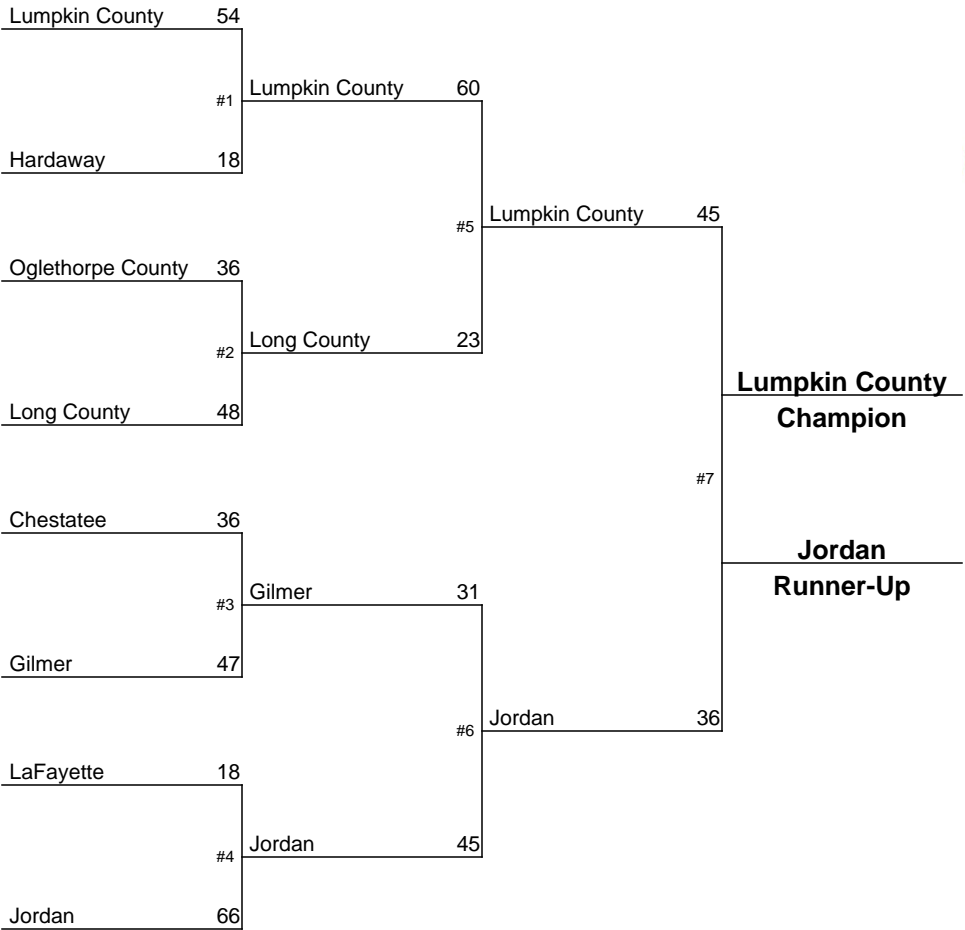 Lumpkin County 54
#1
Lumpkin County 60
Hardaway 18
#5
Lumpkin County 45
Oglethorpe County 36
#2
Long County 23
Long County 48
Lumpkin County
Champion
#7
Chestatee 36
#3
Gilmer 31
Gilmer 47
Jordan
Runner-Up
#6
Jordan 36
LaFayette 18
#4
Jordan 45
Jordan 66